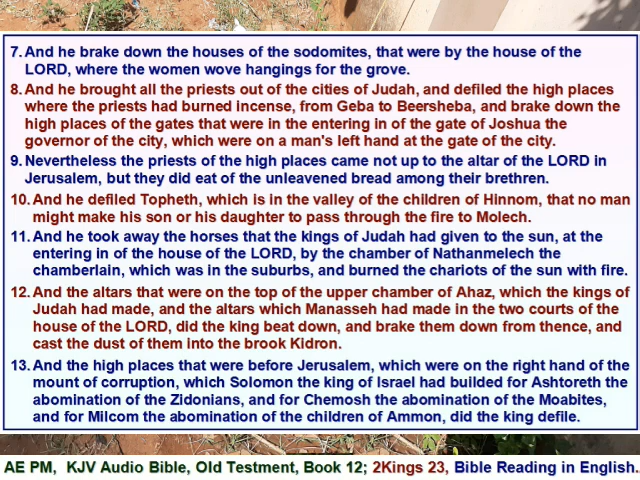 7. And he brake down the houses of the sodomites, that were by the house of the
LORD, where the women wove hangings for the grove.
8. And he brought all the priests out of the cities of Judah, and defiled the high places
where the priests had burned incense, from Geba to Beersheba, and brake down the
high places of the gates that were in the entering in of the gate of Joshua the
governor of the city, which were on a man's left hand at the gate of the city.
9. Nevertheless the priests of the high places came not up to the altar of the LORD in
Jerusalem, but they did eat of the unleavened bread among their brethren.
10. And he defiled Topheth, which is in the valley of the children of Hinnom, that no man
might make his son or his daughter to pass through the fire to Molech.
11. And he took away the horses that the kings of Judah had given to the sun, at the
entering in of the house of the LORD, by the chamber of Nathanmelech the
chamberlain, which was in the suburbs, and burned the chariots of the sun with fire.
12. And the altars that were on the top of the upper chamber of Ahaz, which the kings of
Judah had made, and the altars which Manasseh had made in the two courts of the
house of the LORD, did the king beat down, and brake them down from thence, and
cast the dust of them into the brook Kidron.
13. And the high places that were before Jerusalem, which were on the right hand of the
mount of corruption, which Solomon the king of Israel had builded for Ashtoreth the
abomination of the Zidonians, and for Chemosh the abomination of the Moabites,
and for Milcom the abomination of the children of Ammon, did the king defile.
AE PM, KJV Audio Bible, Old Testment, Book 12; 2Kings 23, Bible Reading in English.